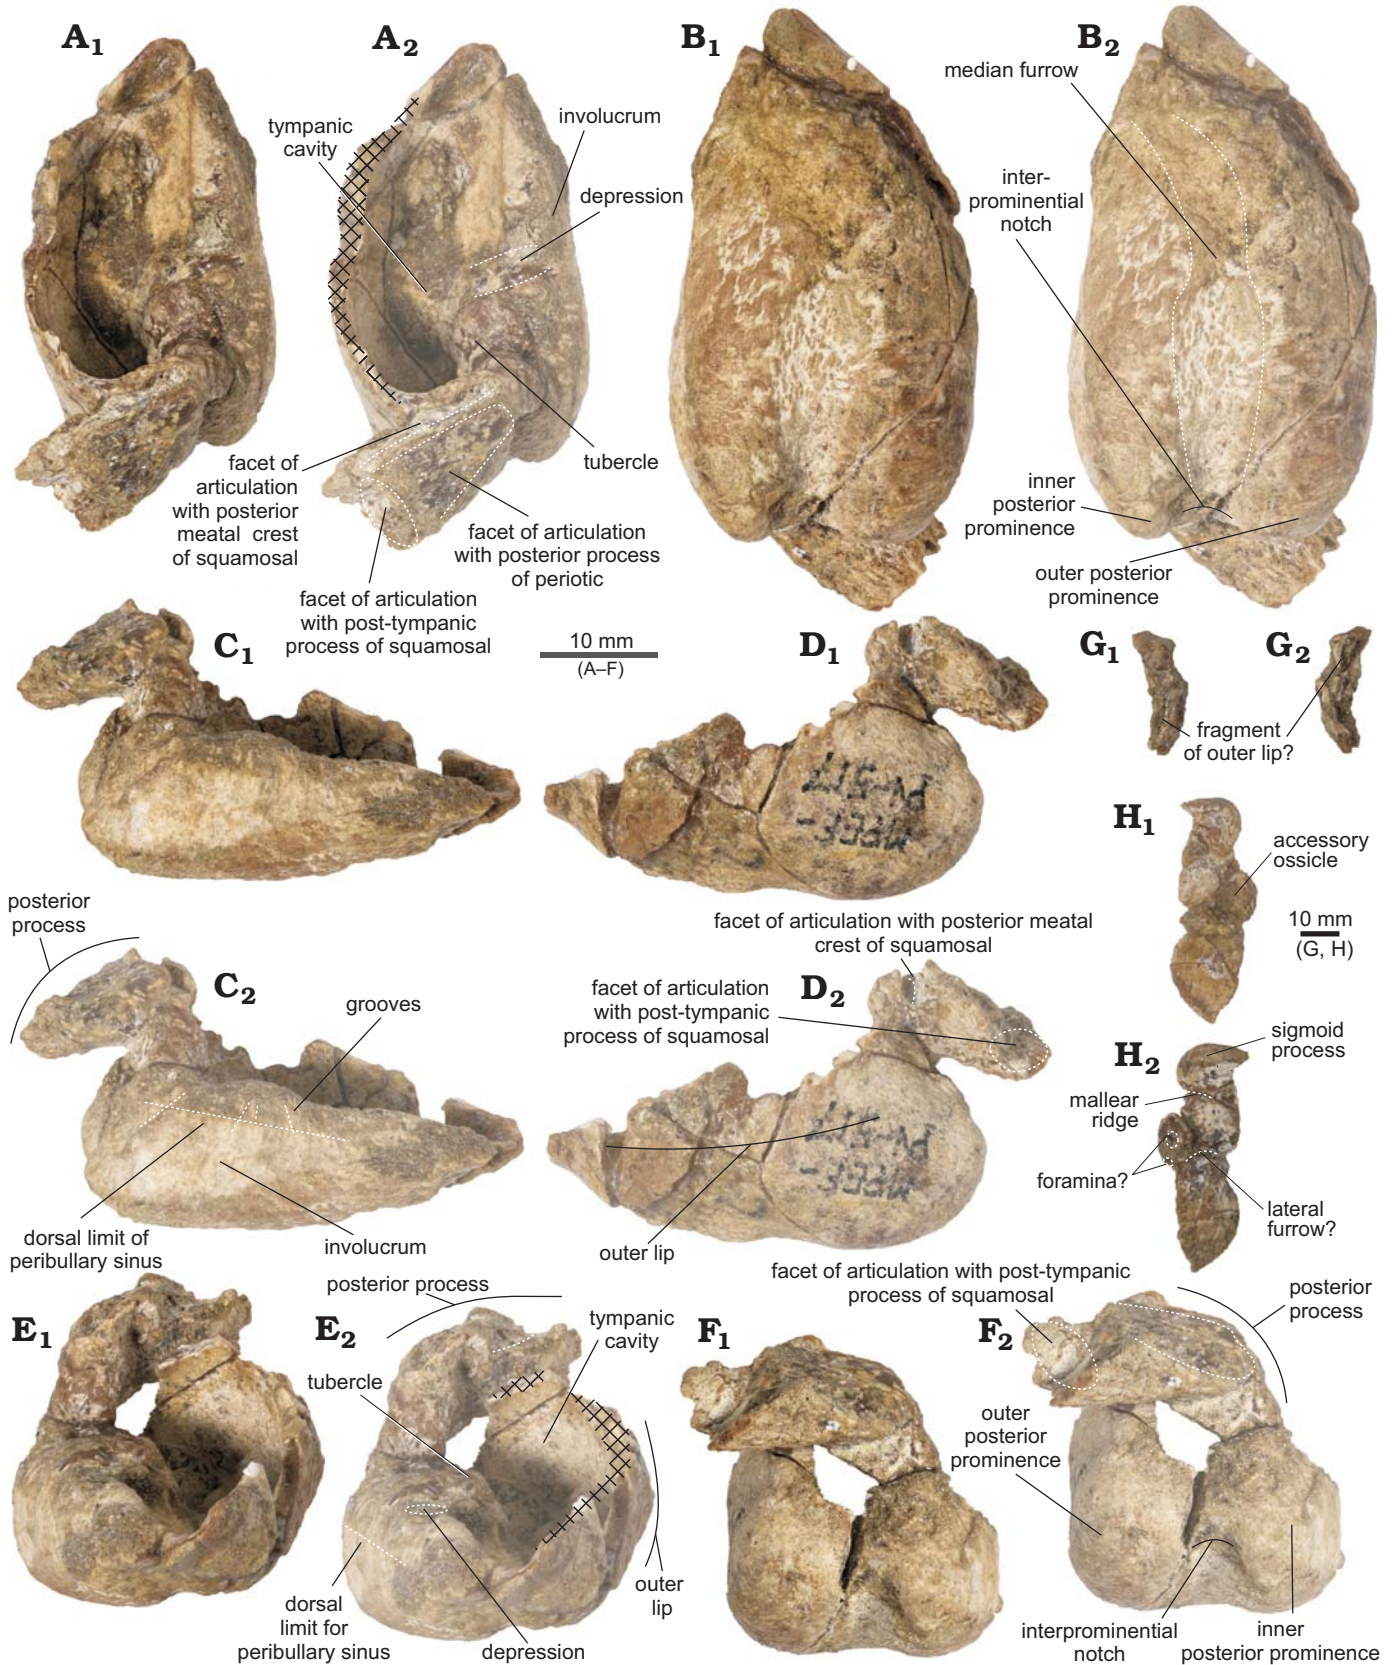 A1
A2
B1
B2
tympanic
cavity
involucrum
depression
median furrow
inter-
prominential
notch
facet of
articulation
with posterior
meatal crest
of squamosal
tubercle
facet of articulation
with posterior process
of periotic
facet of articulation
with post-tympanic
process of squamosal
inner
posterior
prominence
outer posterior
prominence
C1
10 mm
(A–F)
D1
PV-517
MPEF-
G1
G2
fragment
of outer lip?
H1
accessory
ossicle
10 mm
(G, H)
posterior
process
C2
grooves
dorsal limit of
peribullary sinus
involucrum
facet of articulation with posterior meatal
crest of squamosal
facet of articulation
with post-tympanic
process of squamosal
D2
PV-517
MPEF-
outer lip
H2
sigmoid
process
mallear
ridge
foramina?
lateral
furrow?
E1
posterior process
E2
tympanic
cavity
tubercle
dorsal
limit for
peribullary sinus
depression
outer
lip
F1
facet of articulation with post-tympanic
process of squamosal
F2
posterior
process
outer
posterior
prominence
interprominential
notch
inner
posterior prominence